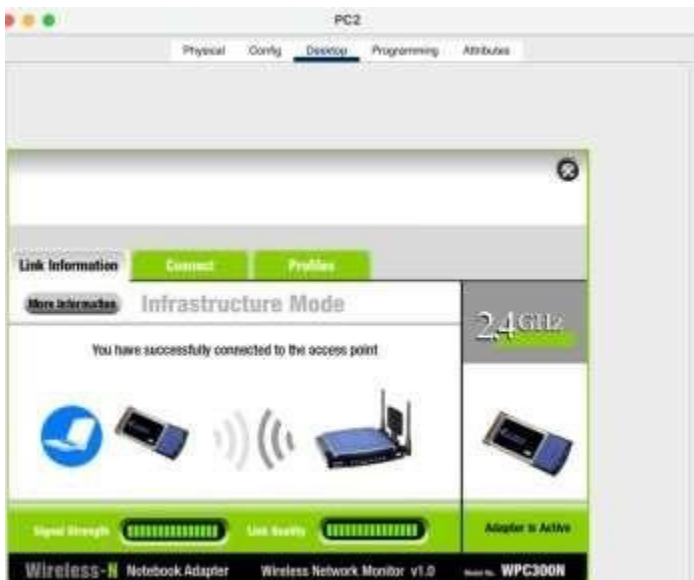 PC2
Physical Config Desktop Programming Attributes
Link Information Connect Profiles
More Information Infrastructure Mode
2.4GHz
You have successfully connected to the access point
Signal Strength Link Quality Adapter is Active
Wireless-N Notebook Adapter Wireless Network Monitor v1.0 Model No. WPC300N